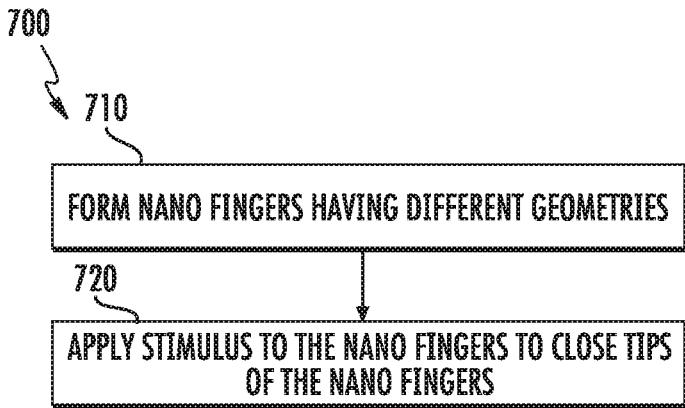 700
710
FORM NANO FINGERS HAVING DIFFERENT GEOMETRIES
720
APPLY STIMULUS TO THE NANO FINGERS TO CLOSE TIPS
OF THE NANO FINGERS